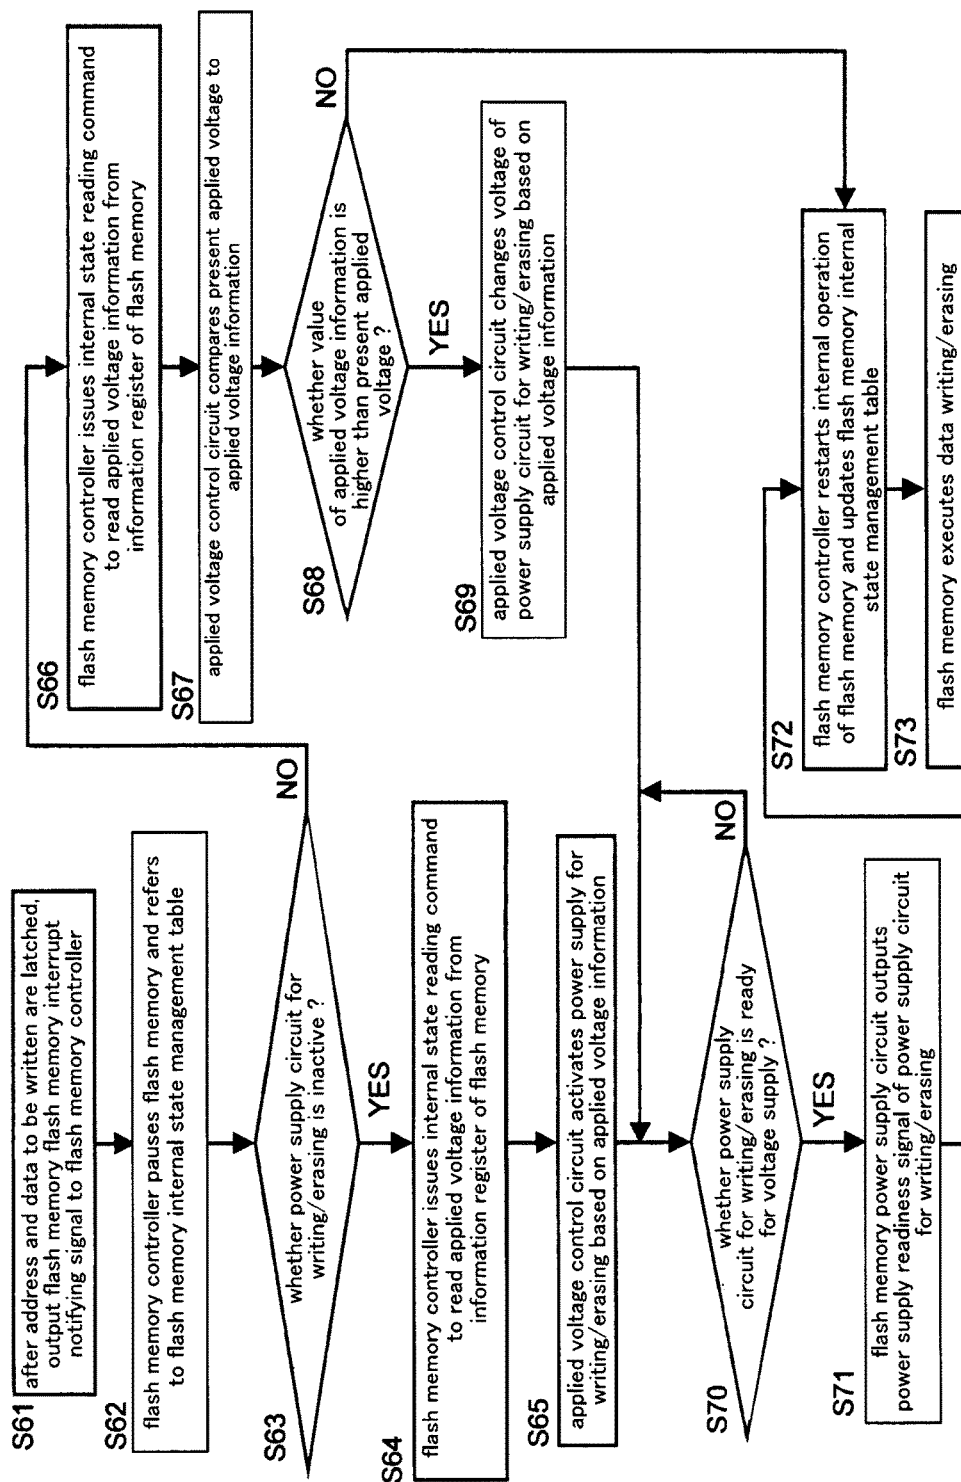 S61
after address and data to be written are latched,
output flash memory flash memory interrupt
notifying signal to flash memory controller
S62
flash memory controller pauses flash memory and refers
to flash memory internal state management table
S63
whether power supply circuit for
writing/erasing is inactive ?
NO
YES
S64
flash memory controller issues internal state reading command
to read applied voltage information from
information register of flash memory
S65
applied voltage control circuit activates power supply for
writing/erasing based on applied voltage information
S70
whether power supply
circuit for writing/erasing is ready
for voltage supply ?
NO
YES
S71
flash memory power supply circuit outputs
power supply readiness signal of power supply circuit
for writing/erasing
S66
flash memory controller issues internal state reading command
to read applied voltage information from
information register of flash memory
S67
applied voltage control circuit compares present applied voltage to
applied voltage information
S68
whether value
of applied voltage information is
higher than present applied
voltage ?
NO
YES
S69
applied voltage control circuit changes voltage of
power supply circuit for writing/erasing based on
applied voltage information
S72
flash memory controller restarts internal operation
of flash memory and updates flash memory internal
state management table
S73
flash memory executes data writing/erasing